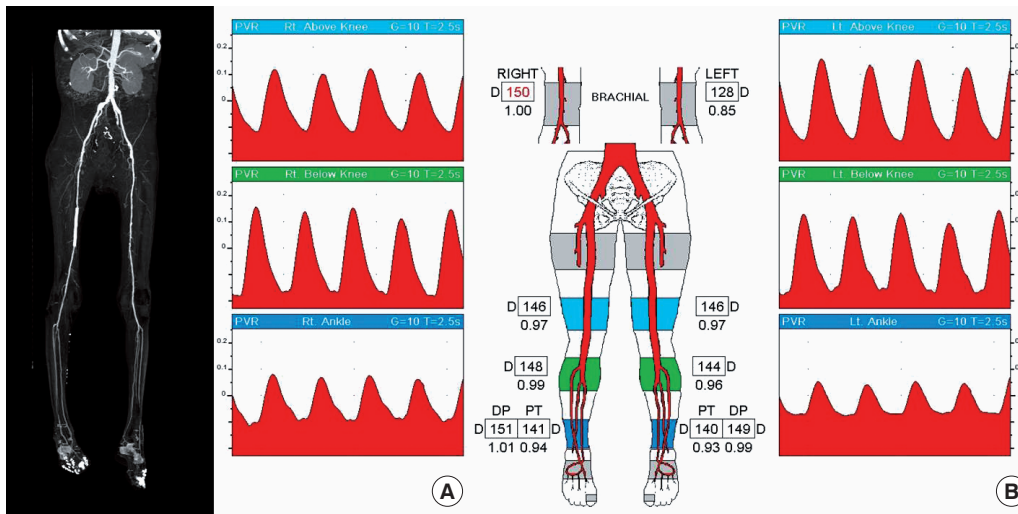 PVR Rt. Above Knee G=10 T=2.5s
0.2
0.1
0
PVR Rt. Below Knee G=10 T=2.5s
0.2
0.1
0
PVR Rt. Ankle G=10 T=2.5s
0.2
0.1
0
A
RIGHT
D 150
1.00
BRACHIAL
LEFT
128 D
0.85
D 146
0.97
146 D
0.97
D 148
0.99
144 D
0.96
DP PT
D 151 141
1.01 0.94
PT DP
140 149 D
0.93 0.99
PVR Lt. Above Knee G=10 T=2.5s
0.2
0.1
0
PVR Lt. Below Knee G=10 T=2.5s
0.2
0.1
0
PVR Lt. Ankle G=10 T=2.5s
0.2
0.1
0
B